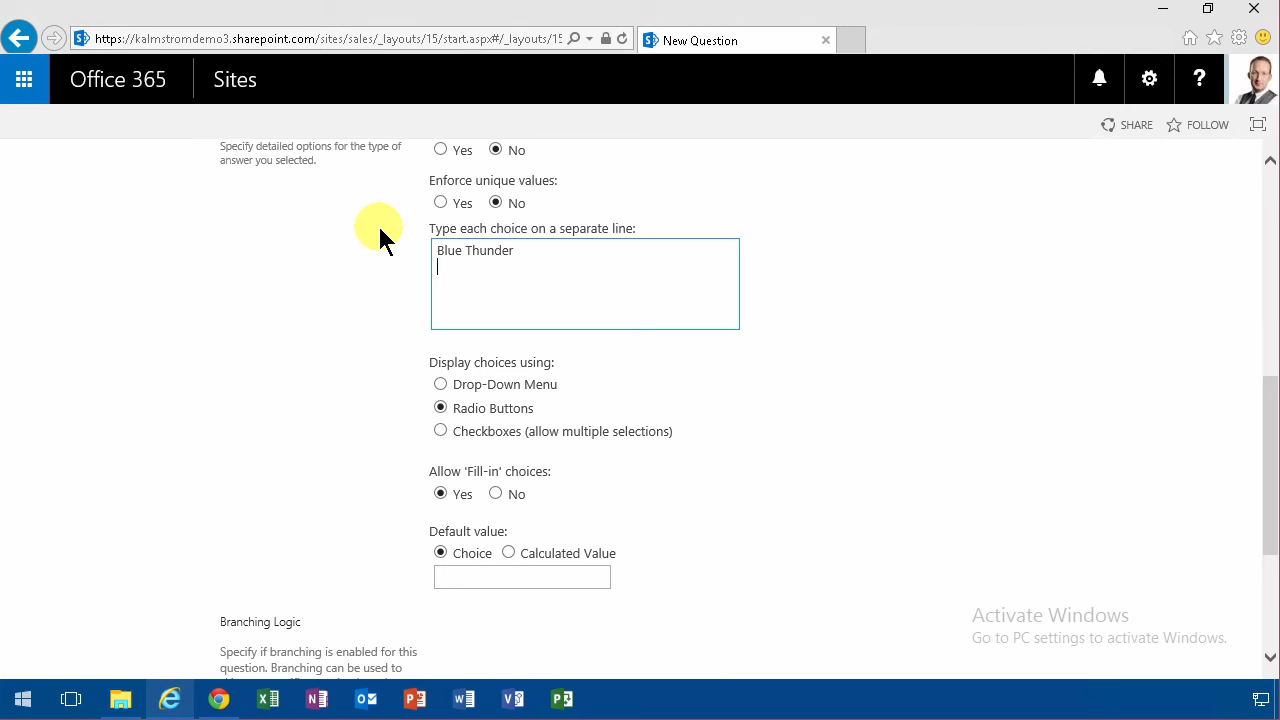 https://kalmstromdemo3.sharepoint.com/sites/sales/_layouts/15/start.aspx#/_layouts/15
New Question
Office 365
Sites
SHARE
FOLLOW
Specify detailed options for the type of
answer you selected.
Yes No
Enforce unique values:
Yes No
Type each choice on a separate line:
Blue Thunder
Display choices using:
Drop-Down Menu
Radio Buttons
Checkboxes (allow multiple selections)
Allow 'Fill-in' choices:
Yes No
Default value:
Choice Calculated Value
Branching Logic
Specify if branching is enabled for this
question. Branching can be used to
Activate Windows
Go to PC settings to activate Windows.